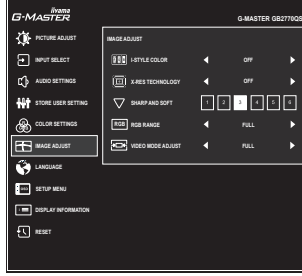 iiyama
G-MASTER
G-MASTER GB2770QS
PICTURE ADJUST
INPUT SELECT
AUDIO SETTINGS
STORE USER SETTING
COLOR SETTINGS
IMAGE ADJUST
LANGUAGE
SETUP MENU
DISPLAY INFORMATION
RESET
IMAGE ADJUST
I-STYLE COLOR OFF
X-RES TECHNOLOGY OFF
SHARP AND SOFT 1 2 3 4 5 6
RGB RGB RANGE FULL
VIDEO MODE ADJUST FULL